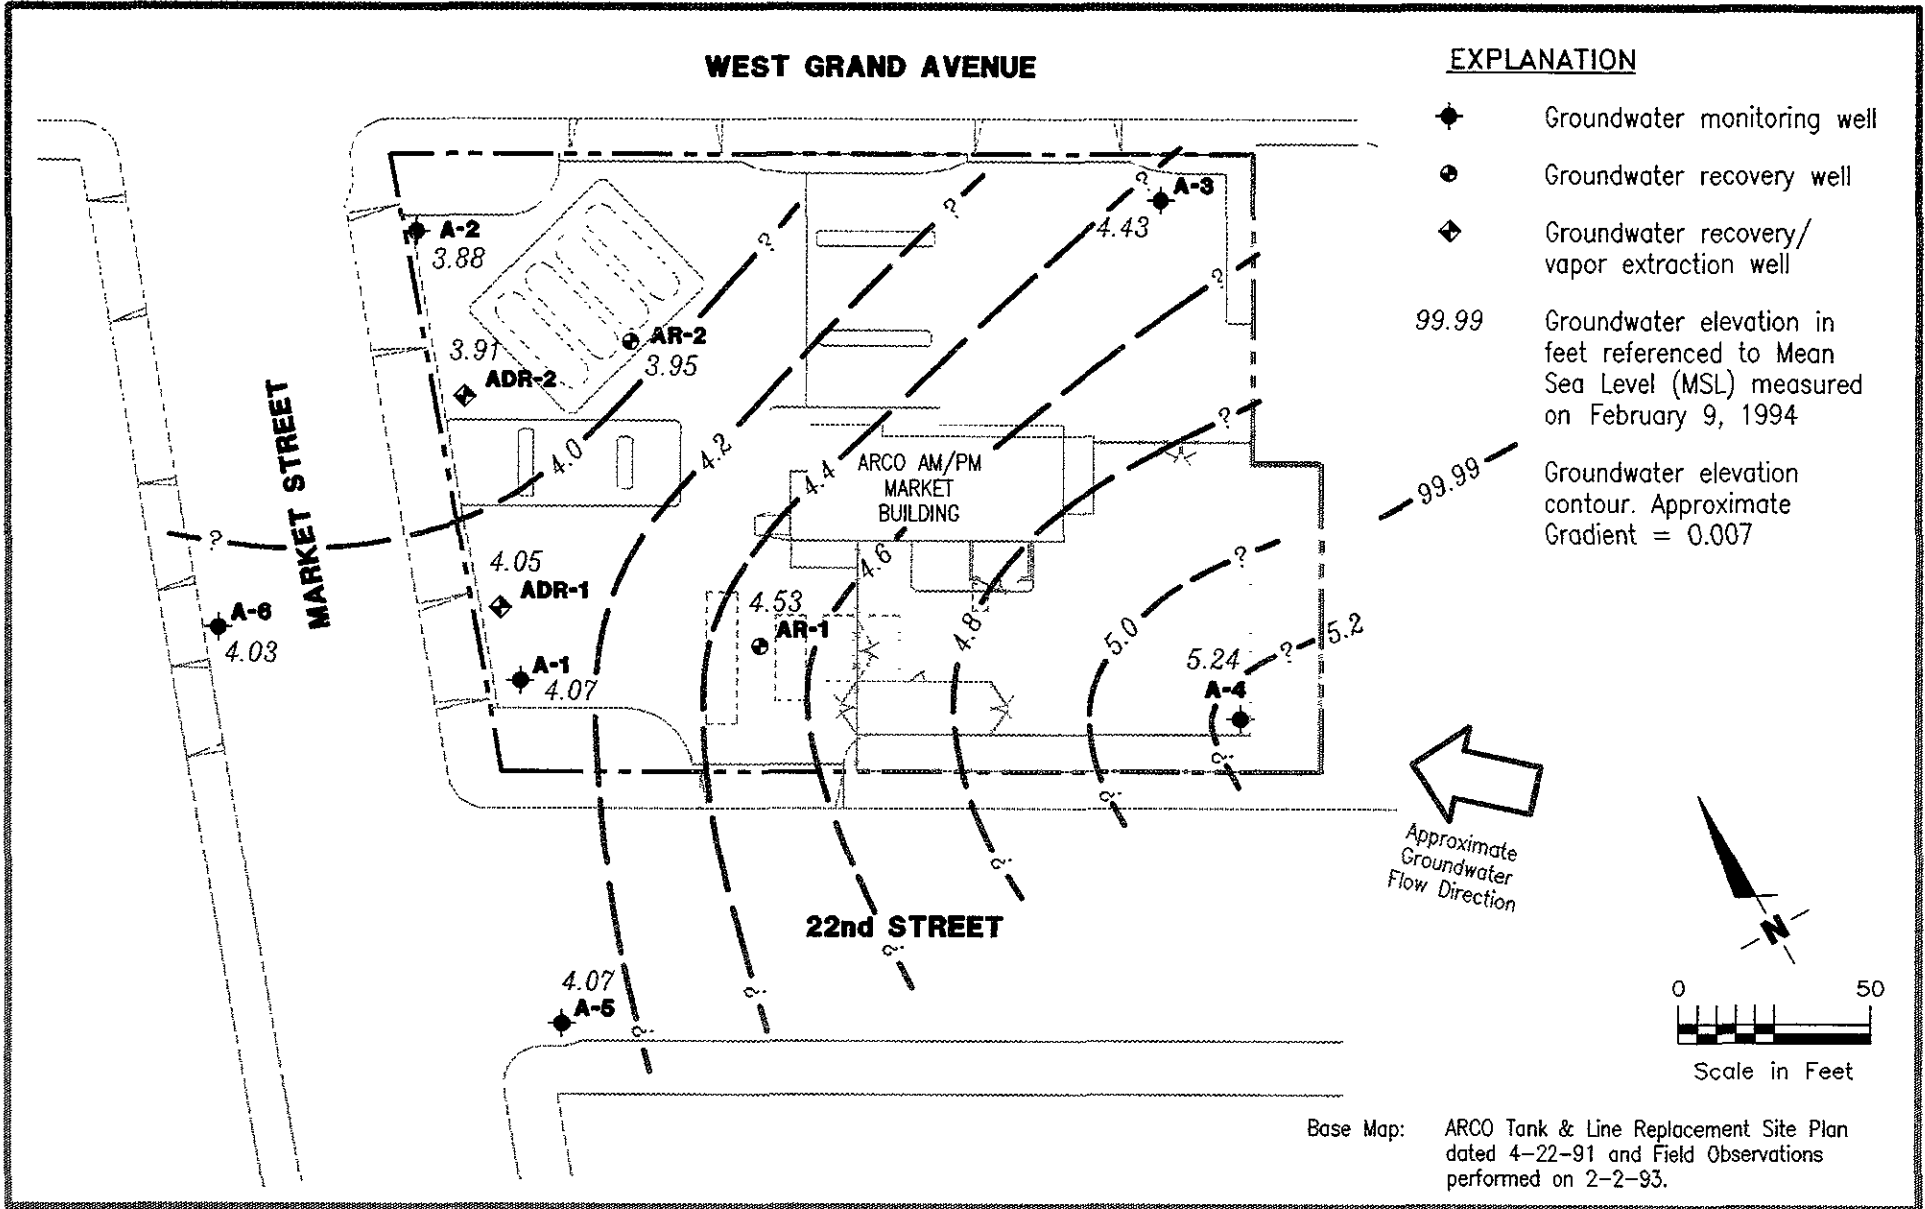 WEST GRAND AVENUE
EXPLANATION
Groundwater monitoring well
Groundwater recovery well
Groundwater recovery/
vapor extraction well
99.99
Groundwater elevation in
feet referenced to Mean
Sea Level (MSL) measured
on February 9, 1994
99.99
Groundwater elevation
contour. Approximate
Gradient = 0.007
A-3
4.43
A-2
3.88
AR-2
3.95
3.91
ADR-2
MARKET STREET
?
?
?
?
?
?
?
4.0
4.2
4.4
ARCO AM/PM
MARKET
BUILDING
4.6
4.8
5.0
?
5.2
?
4.05
ADR-1
A-6
4.03
4.53
AR-1
A-1
4.07
5.24
A-4
?
?
?
?
?
?
22nd STREET
4.07
A-5
Approximate
Groundwater
Flow Direction
N
0 50
Scale in Feet
Base Map: ARCO Tank & Line Replacement Site Plan
dated 4-22-91 and Field Observations
performed on 2-2-93.